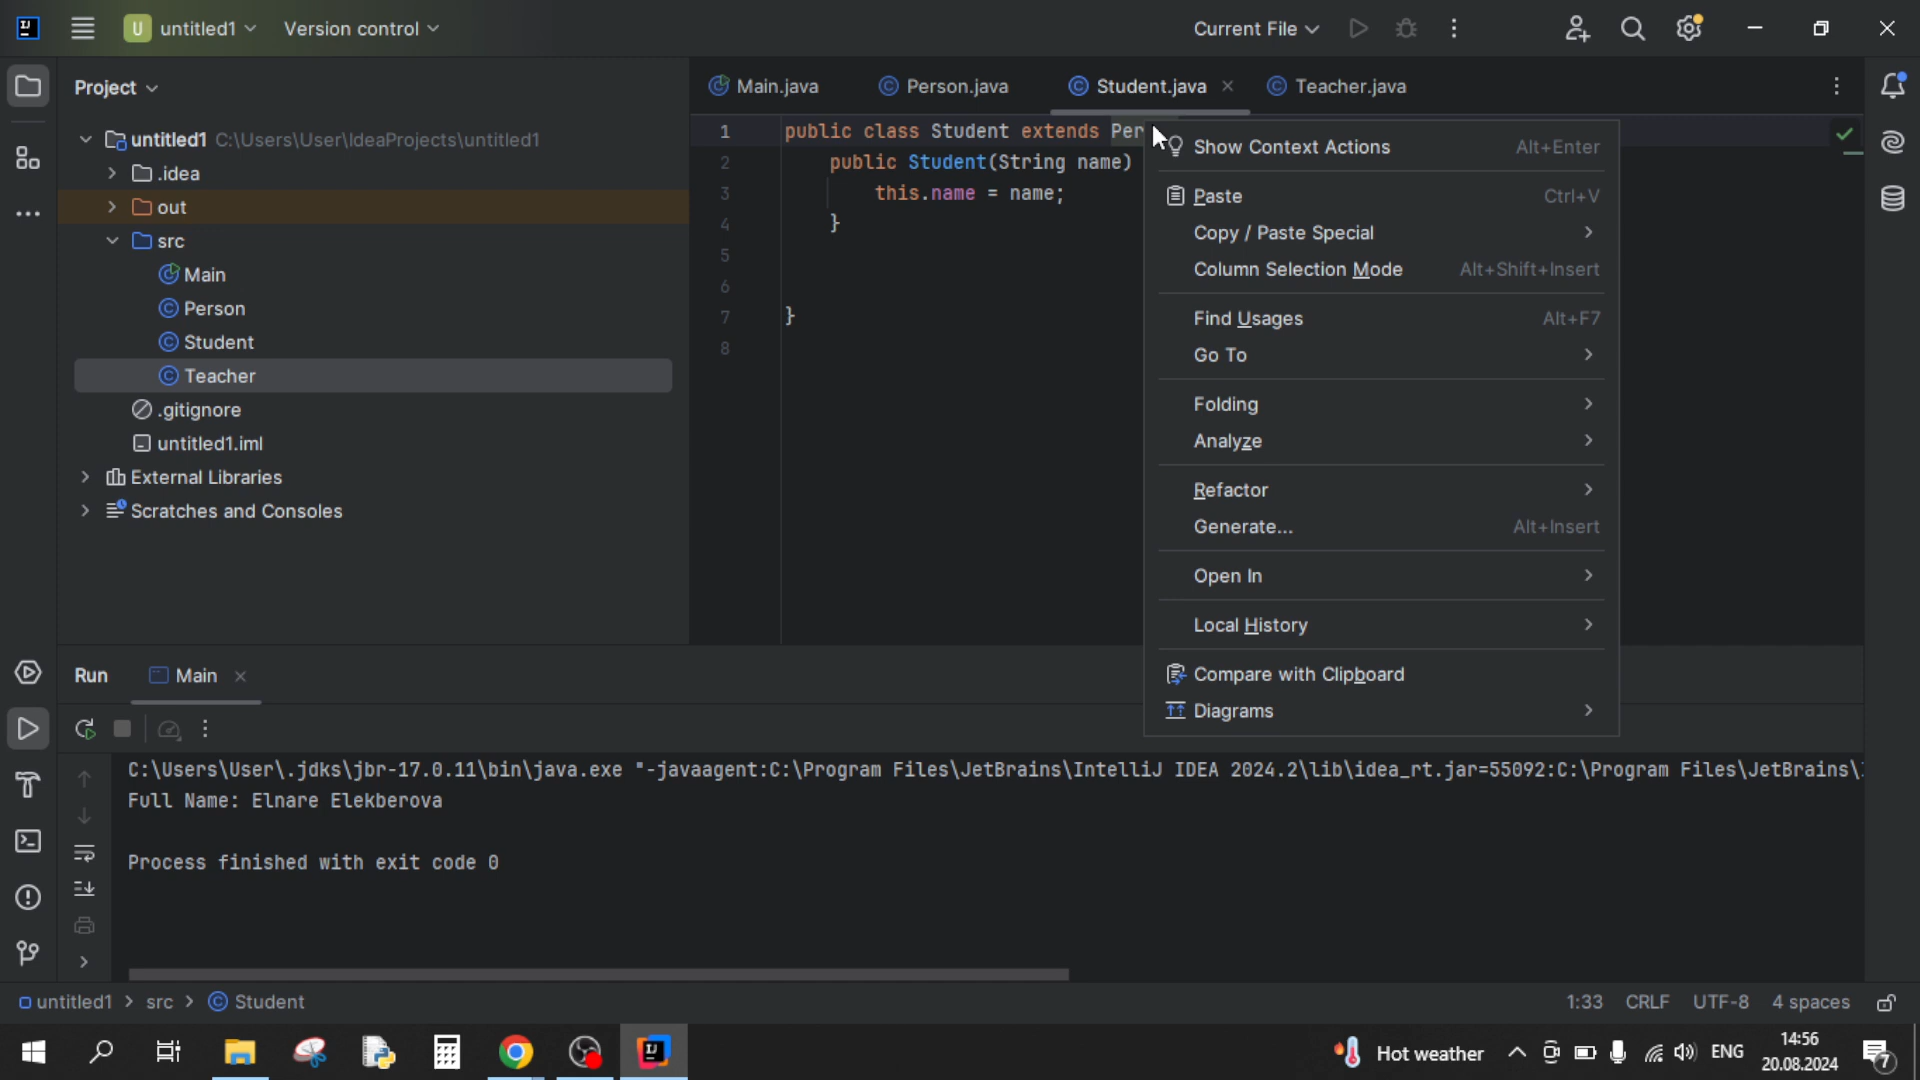 U untitled1 Version control Current File
Project
Main.java Person.java Student.java Teacher.java
untitled1 C:\Users\User\IdeaProjects\untitled1
.idea
out
src
Main
Person
Student
Teacher
.gitignore
untitled1.iml
External Libraries
Scratches and Consoles
1 public class Student extends Per
2 public Student(String name)
3 this.name = name;
4 }
5
6
7 }
8
Show Context Actions Alt+Enter
Paste Ctrl+V
Copy / Paste Special
Column Selection Mode Alt+Shift+Insert
Find Usages Alt+F7
Go To
Folding
Analyze
Refactor
Generate... Alt+Insert
Open In
Local History
Compare with Clipboard
Diagrams
Run Main
C:\Users\User\.jdks\jbr-17.0.11\bin\java.exe "-javaagent:C:\Program Files\JetBrains\IntelliJ IDEA 2024.2\lib\idea_rt.jar=55092:C:\Program Files\JetBrains\
Full Name: Elnare Elekberova
Process finished with exit code 0
untitled1 > src > Student 1:33 CRLF UTF-8 4 spaces
Hot weather ENG 14:56
20.08.2024 7